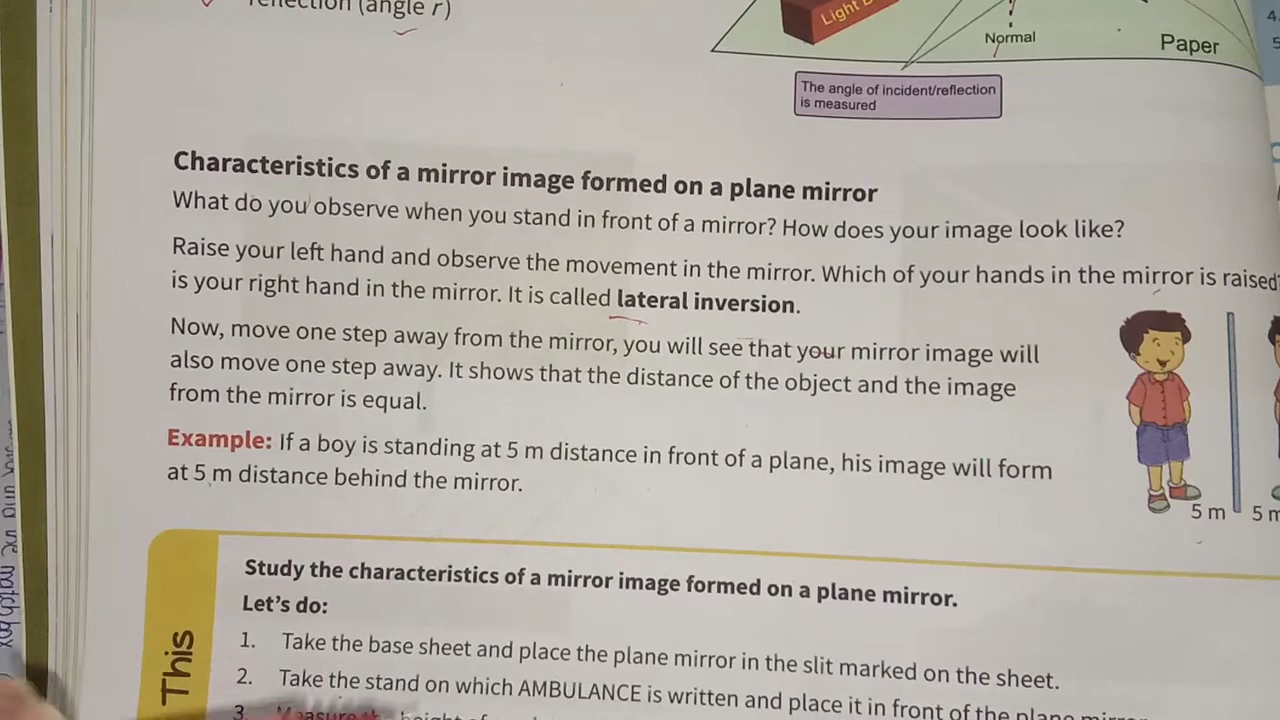 reflection (angle r)
Light
Normal
Paper
The angle of incident/reflection
is measured
Characteristics of a mirror image formed on a plane mirror
What do you observe when you stand in front of a mirror? How does your image look like?
Raise your left hand and observe the movement in the mirror. Which of your hands in the mirror is raised
is your right hand in the mirror. It is called lateral inversion.
Now, move one step away from the mirror, you will see that your mirror image will
also move one step away. It shows that the distance of the object and the image
from the mirror is equal.
Example: If a boy is standing at 5 m distance in front of a plane, his image will form
at 5 m distance behind the mirror.
5 m 5 m
This
Study the characteristics of a mirror image formed on a plane mirror.
Let's do:
1. Take the base sheet and place the plane mirror in the slit marked on the sheet.
2. Take the stand on which AMBULANCE is written and place it in front of the plane mirror
3. Measure the height of